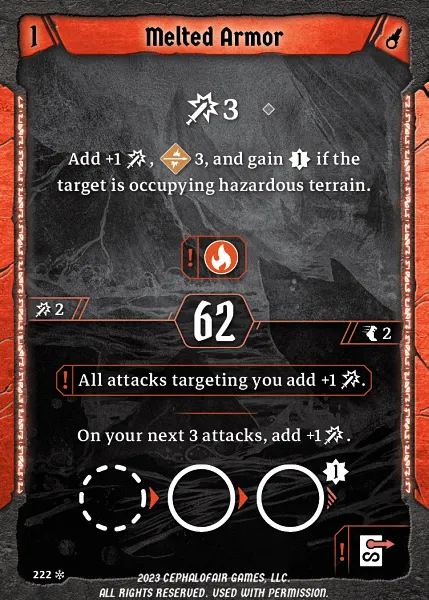 1
Melted Armor
3
Add +1 , 3, and gain 1 if the
target is occupying hazardous terrain.
!
2
62
2
! All attacks targeting you add +1 .
On your next 3 attacks, add +1 .
1
!
222
2023 CEPHALOFAIR GAMES, LLC.
ALL RIGHTS RESERVED. USED WITH PERMISSION.